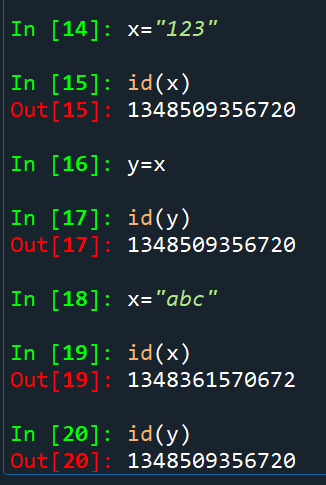 In [14]: x="123"
In [15]: id(x)
Out[15]: 1348509356720
In [16]: y=x
In [17]: id(y)
Out[17]: 1348509356720
In [18]: x="abc"
In [19]: id(x)
Out[19]: 1348361570672
In [20]: id(y)
Out[20]: 1348509356720